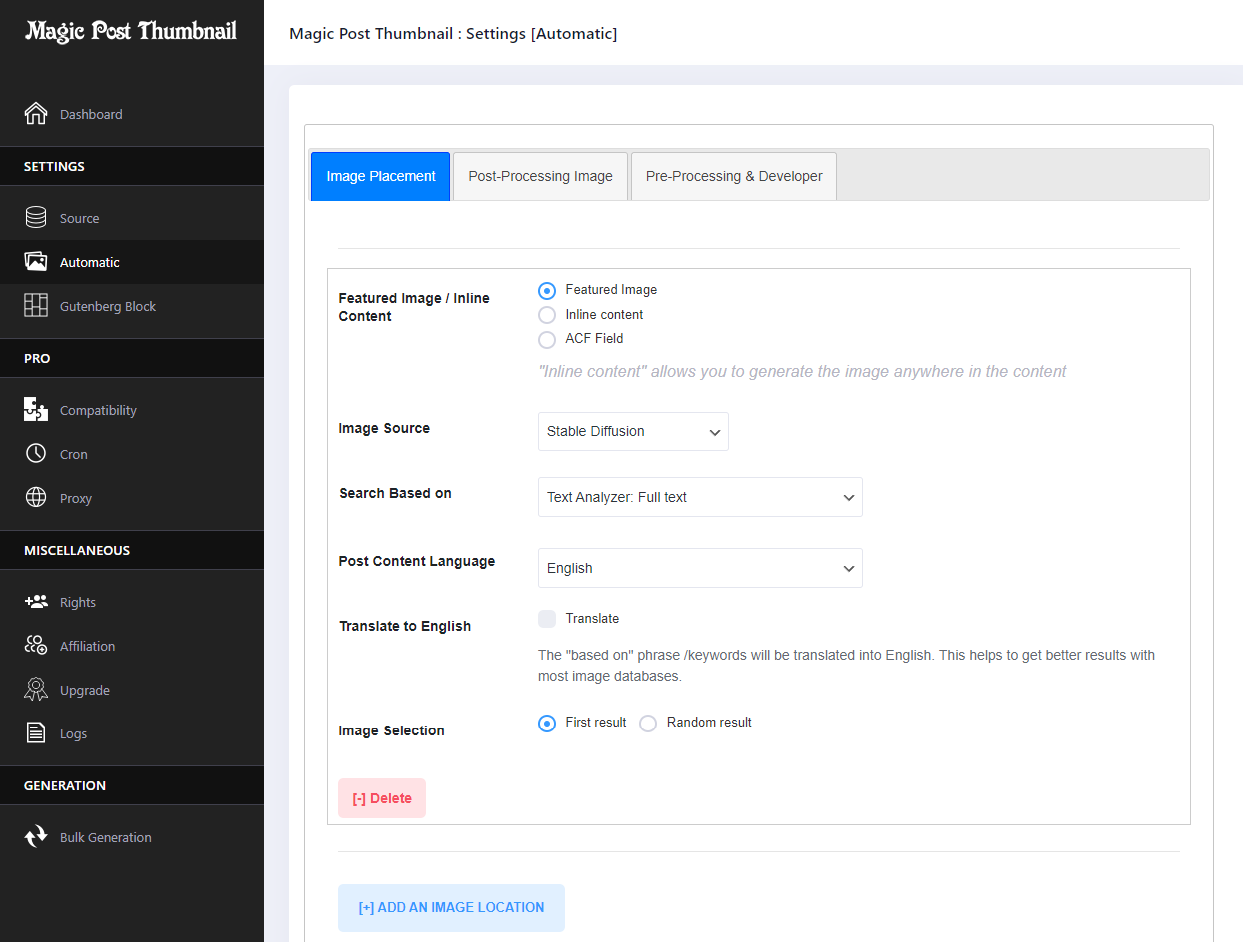 Magic Post Thumbnail
Dashboard
SETTINGS
Source
Automatic
Gutenberg Block
PRO
Compatibility
Cron
Proxy
MISCELLANEOUS
Rights
Affiliation
Upgrade
Logs
GENERATION
Bulk Generation
Magic Post Thumbnail : Settings [Automatic]
Image Placement
Post-Processing Image
Pre-Processing & Developer
Featured Image / Inline
Content
Featured Image
Inline content
ACF Field
"Inline content" allows you to generate the image anywhere in the content
Image Source
Stable Diffusion
Search Based on
Text Analyzer: Full text
Post Content Language
English
Translate to English
Translate
The "based on" phrase /keywords will be translated into English. This helps to get better results with
most image databases.
Image Selection
First result
Random result
[-] Delete
[+] ADD AN IMAGE LOCATION